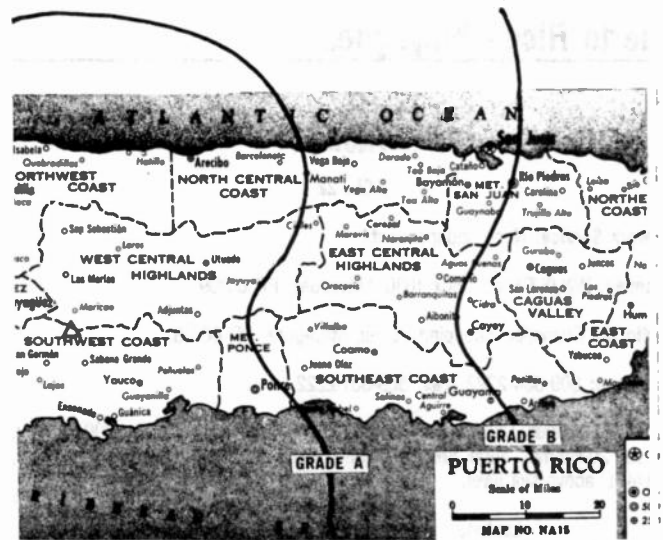 ATLANTIC OCEAN
San Juan
Isabela
Quebradillas
Hatillo
Arecibo
Barceloneta
Vega Baja
Dorado
Toa Baja
Cataño
Rio Piedras
Manati
Vega Alta
Toa Alta
Bayamón
MET.
SAN JUAN
Carolina
Loiza
Trujillo Alto
Guaynabo
ORTHWEST
COAST
NORTH CENTRAL
COAST
NORTHE
COAST
San Sebastián
Lares
Utuado
Ciales
Morovis
Corozal
Naranjito
WEST CENTRAL
HIGHLANDS
EAST CENTRAL
HIGHLANDS
Aguas Buenas
Gurabo
Caguas
Juncos
Las Marías
Jayuya
Orocovis
Comerio
Barranquitas
San Lorenzo
Las
Piedras
CAGUAS
VALLEY
Maricao
Adjuntas
Cidra
Aibonito
Cayey
Hum
EAST
COAST
SOUTHWEST COAST
MET.
PONCE
Villalba
Coamo
Juana Diaz
Yabucoa
an Germán
Sabana Grande
Peñuelas
Yauco
Lajas
Guayanilla
Ponce
SOUTHEAST COAST
Patillas
Ensenada
Guánica
Salinas
Central
Aguirre
Guayama
GRADE A
GRADE B
PUERTO RICO
Scale of Miles
0 10 20
MAP NO. NA15